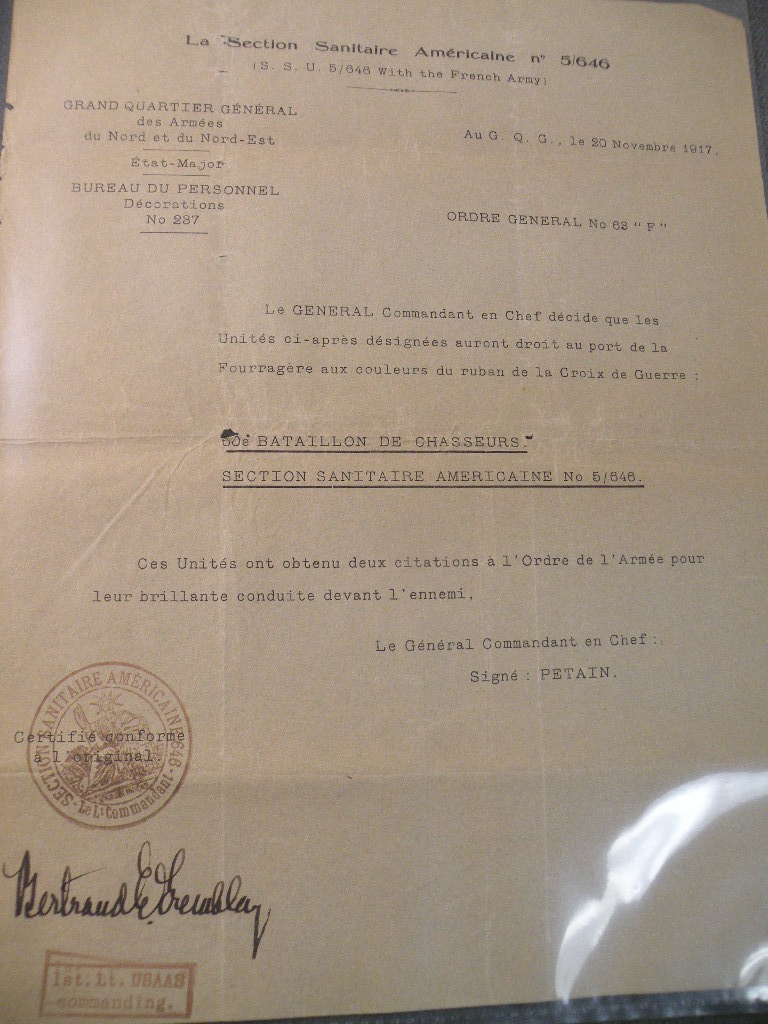 La Section Sanitaire Américaine n° 5/646
(S. S. U. 5/646 With the French Army)
GRAND QUARTIER GÉNÉRAL
des Armées
du Nord et du Nord-Est
État-Major
BUREAU DU PERSONNEL
Décorations
No 237
Au G. Q. G., le 20 Novembre 1917.
ORDRE GENERAL No 63 "F"
Le GENERAL Commandant en Chef décide que les
Unités ci-après désignées auront droit au port de la
Fourragère aux couleurs du ruban de la Croix de Guerre :
BATAILLON DE CHASSEURS.
SECTION SANITAIRE AMERICAINE No 5/646.
Ces Unités ont obtenu deux citations à l'Ordre de l'Armée pour
leur brillante conduite devant l'ennemi.
Le Général Commandant en Chef :
Signé : PETAIN.
SECTION SANITAIRE AMÉRICAINE 646
Le Lt Commandant
Certifié conforme
à l'original.
Bertrand E. Tremblay
1st. Lt. USAAS
commanding.